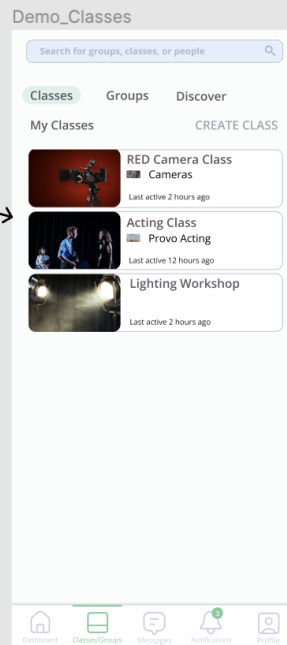 Demo_Classes
Search for groups, classes, or people
Classes Groups Discover
My Classes CREATE CLASS
RED Camera Class
Cameras
Last active 2 hours ago
Acting Class
Provo Acting
Last active 12 hours ago
Lighting Workshop
Last active 2 hours ago
3
Dashboard Classes/Groups Messages Notifications Profile